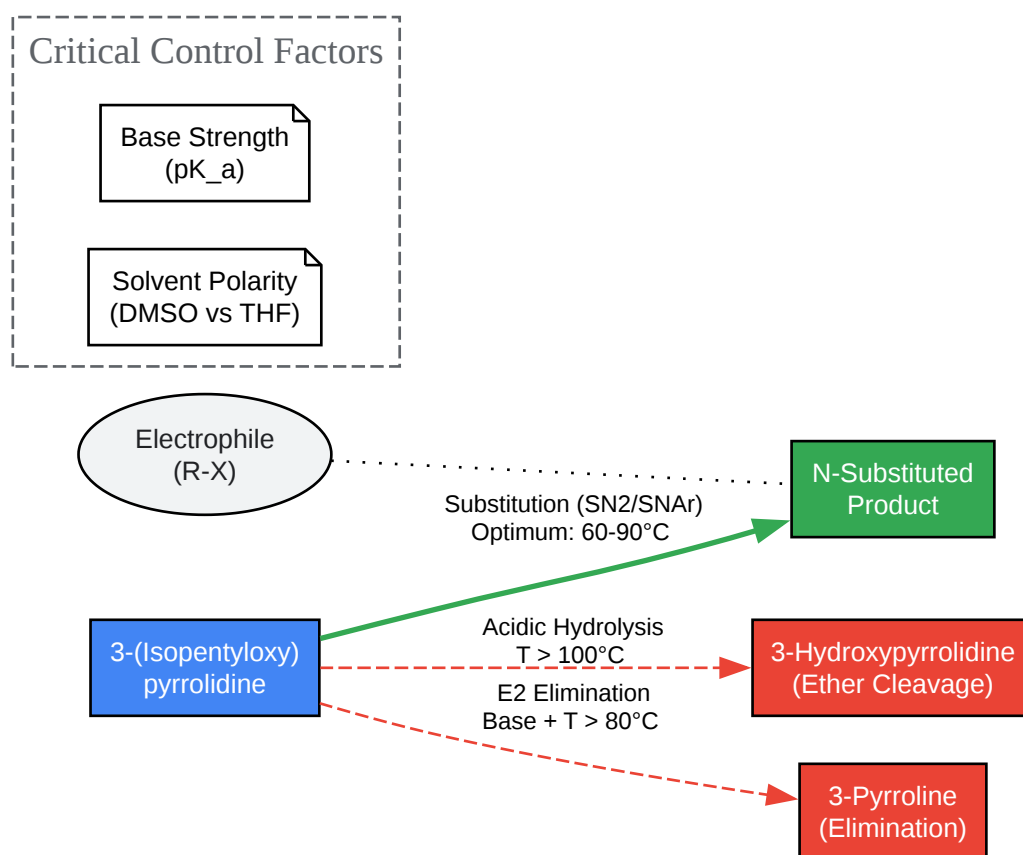 Critical Control Factors
Base Strength
(pK_a)
Solvent Polarity
(DMSO vs THF)
Electrophile
(R-X)
N-Substituted
Product
Substitution (SN2/SNAr)
Optimum: 60-90°C
3-(Isopentyloxy)
pyrrolidine
Acidic Hydrolysis
T > 100°C
3-Hydroxypyrrolidine
(Ether Cleavage)
E2 Elimination
Base + T > 80°C
3-Pyrroline
(Elimination)